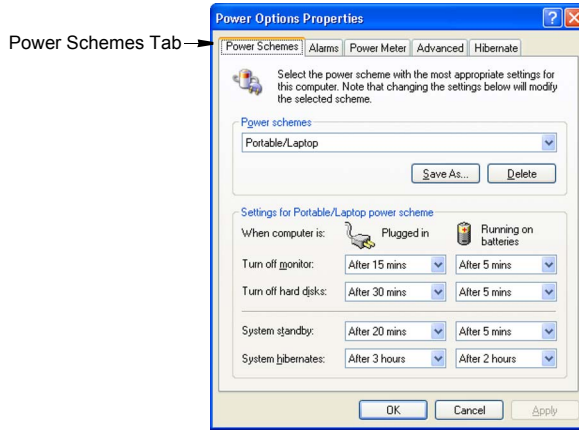 Power Options Properties
Power Schemes Tab
Power Schemes Alarms Power Meter Advanced Hibernate
Select the power scheme with the most appropriate settings for
this computer. Note that changing the settings below will modify
the selected scheme.
Power schemes
Portable/Laptop
Save As... Delete
Settings for Portable/Laptop power scheme
When computer is: Plugged in Running on
batteries
Turn off monitor: After 15 mins After 5 mins
Turn off hard disks: After 30 mins After 5 mins
System standby: After 20 mins After 5 mins
System hibernates: After 3 hours After 2 hours
OK Cancel Apply